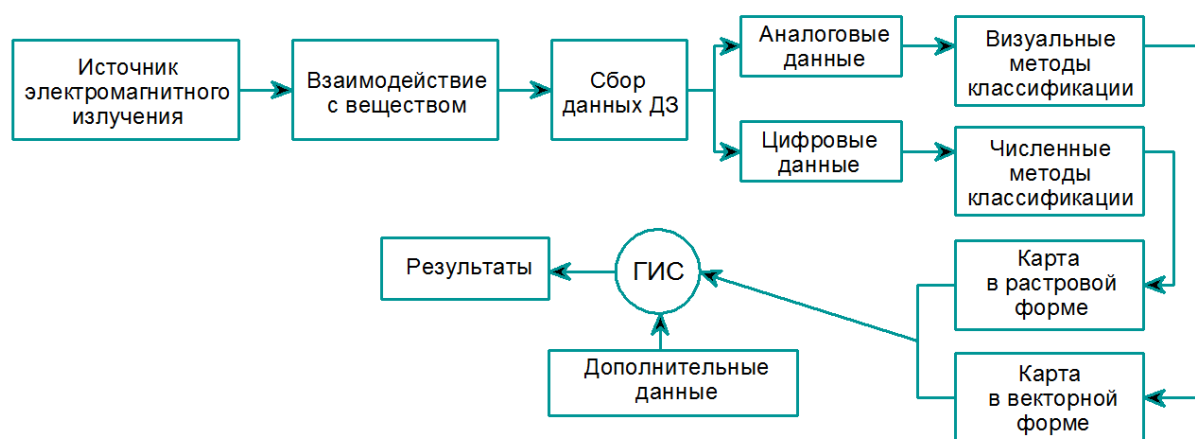 Источник
электромагнитного
излучения
Взаимодействие
с веществом
Сбор
данных ДЗ
Аналоговые
данные
Визуальные
методы
классификации
Цифровые
данные
Численные
методы
классификации
Карта
в растровой
форме
Карта
в векторной
форме
ГИС
Результаты
Дополнительные
данные